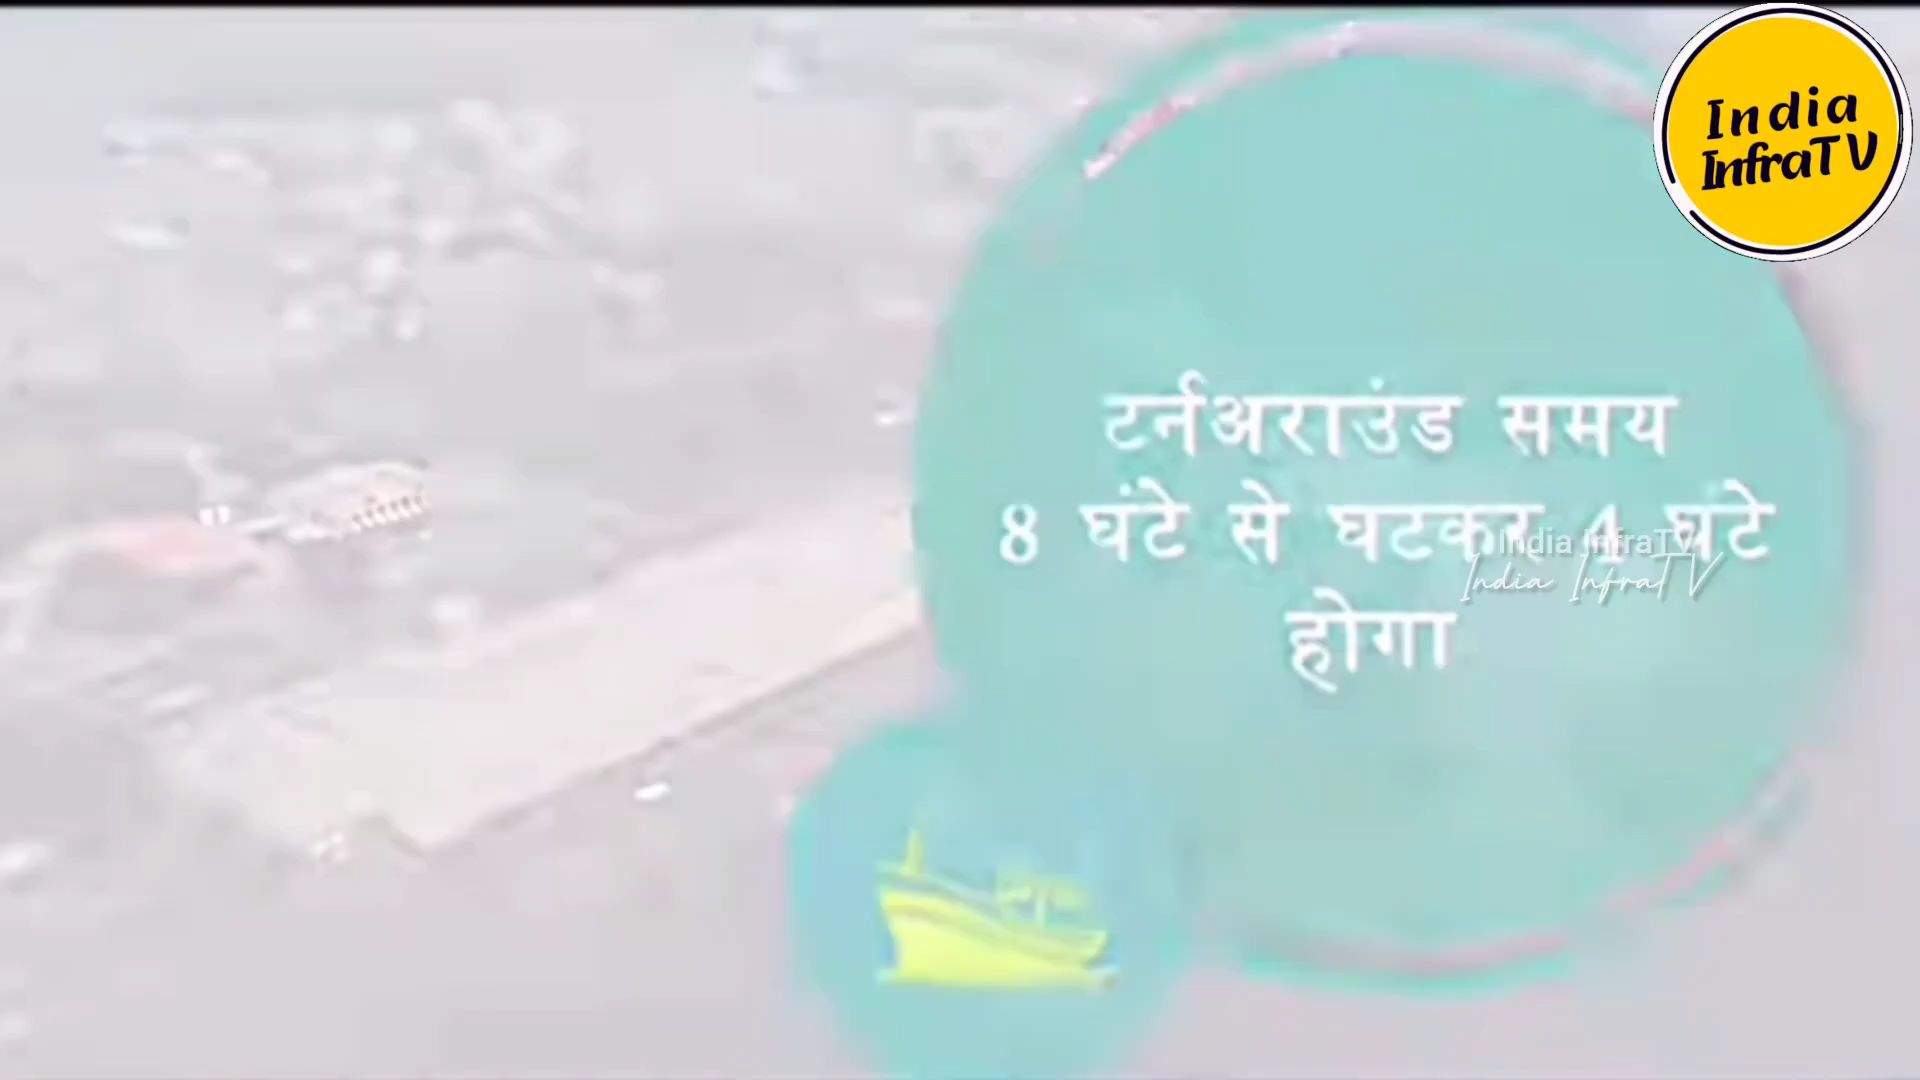 India
InfraTV
टर्नअराउंड समय
8 घंटे से घटकर 4 घंटे
India InfraTV
India InfraTV
होगा